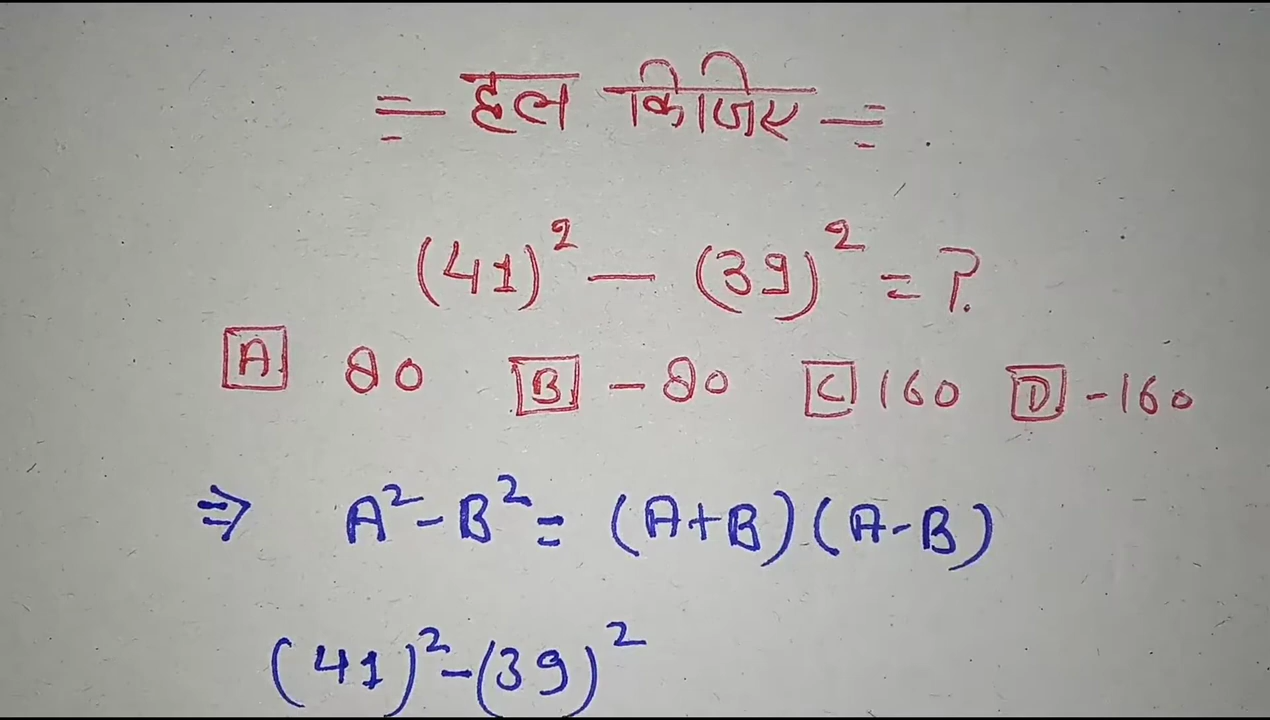 = हल किजिए =
(41)² - (39)² = ?
A 80 B - 80 C 160 D -160
⇒ A² - B² = (A+B) (A-B)
(41)² - (39)²